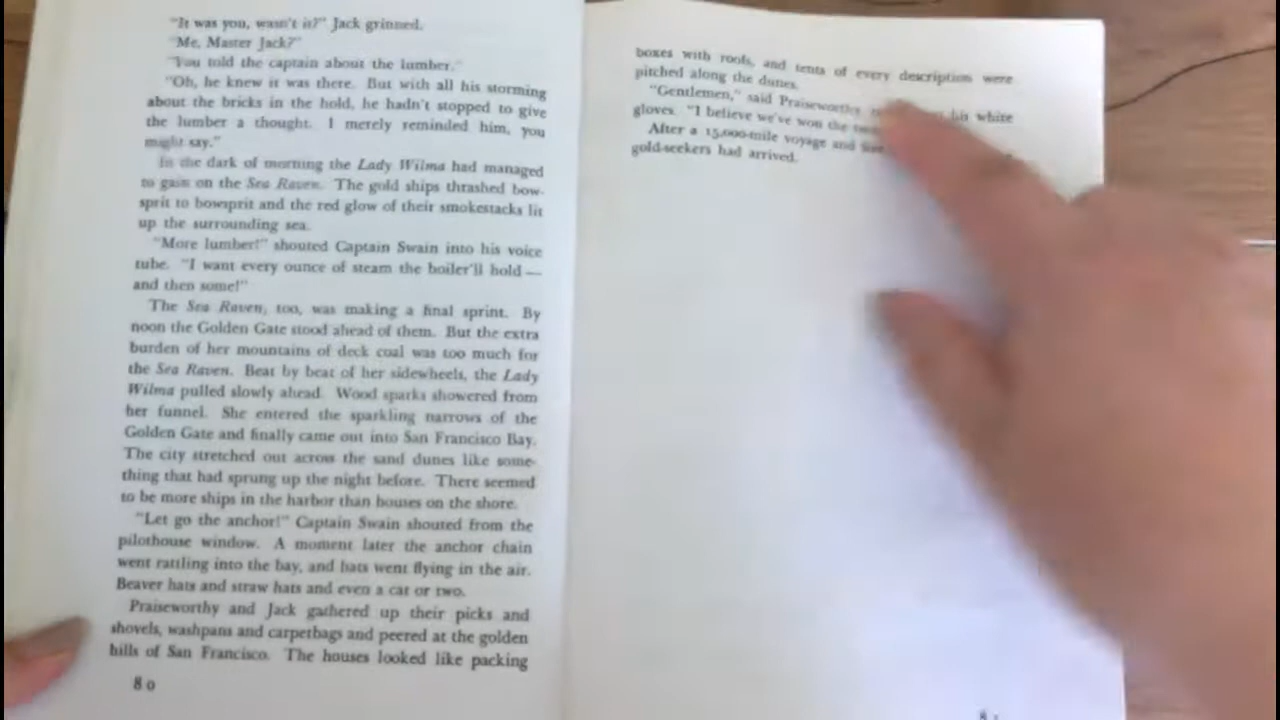 "It was you, wasn't it?" Jack grinned.
"Me, Master Jack?"
"You told the captain about the lumber."
"Oh, he knew it was there. But with all his storming
about the bricks in the hold, he hadn't stopped to give
the lumber a thought. I merely reminded him, you
might say."
In the dark of morning the Lady Wilma had managed
to gain on the Sea Raven. The gold ships thrashed bow-
sprit to bowsprit and the red glow of their smokestacks lit
up the surrounding sea.
"More lumber!" shouted Captain Swain into his voice
tube. "I want every ounce of steam the boiler'll hold —
and then some!"
The Sea Raven, too, was making a final sprint. By
noon the Golden Gate stood ahead of them. But the extra
burden of her mountains of deck coal was too much for
the Sea Raven. Beat by beat of her sidewheels, the Lady
Wilma pulled slowly ahead. Wood sparks showered from
her funnel. She entered the sparkling narrows of the
Golden Gate and finally came out into San Francisco Bay.
The city stretched out across the sand dunes like some-
thing that had sprung up the night before. There seemed
to be more ships in the harbor than houses on the shore.
"Let go the anchor!" Captain Swain shouted from the
pilothouse window. A moment later the anchor chain
went rattling into the bay, and hats went flying in the air.
Beaver hats and straw hats and even a cat or two.
Praiseworthy and Jack gathered up their picks and
shovels, washpans and carpetbags and peered at the golden
hills of San Francisco. The houses looked like packing
80
boxes with roofs, and tents of every description were
pitched along the dunes.
"Gentlemen," said Praiseworthy his white
gloves. "I believe we've won the
After a 15,000-mile voyage and
gold-seekers had arrived.